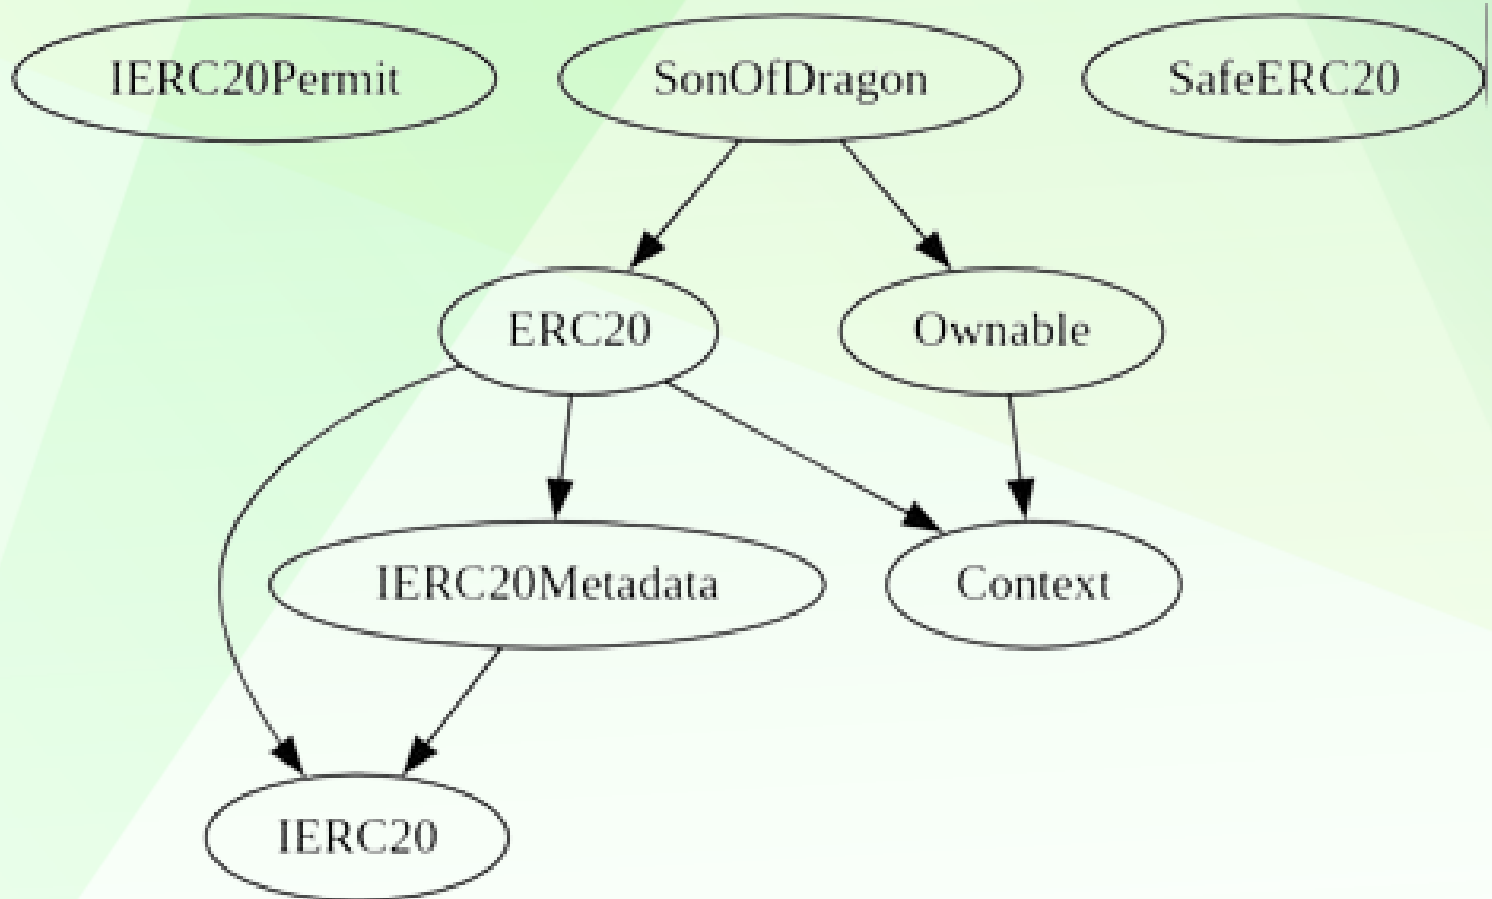 IERC20Permit
SonOfDragon
SafeERC20
ERC20
Ownable
IERC20Metadata
Context
IERC20